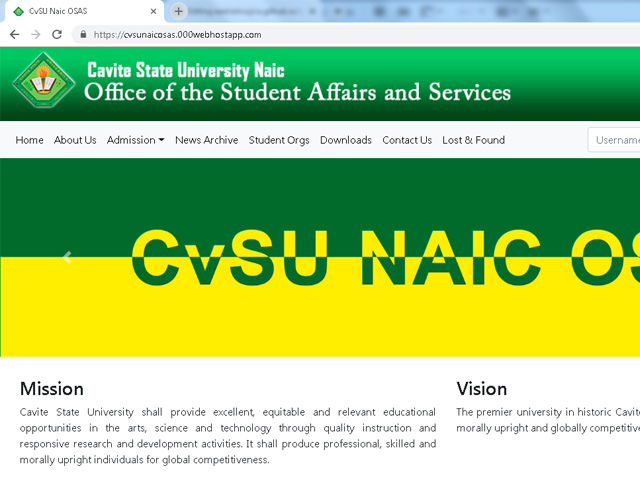 CvSU Naic OSAS
https://cvsunaicosas.000webhostapp.com
Cavite State University Naic
Office of the Student Affairs and Services
Home About Us Admission News Archive Student Orgs Downloads Contact Us Lost & Found Username
CvSU NAIC OS
Mission
Cavite State University shall provide excellent, equitable and relevant educational
opportunities in the arts, science and technology through quality instruction and
responsive research and development activities. It shall produce professional, skilled and
morally upright individuals for global competitiveness.
Vision
The premier university in historic Cavite
morally upright and globally competitive